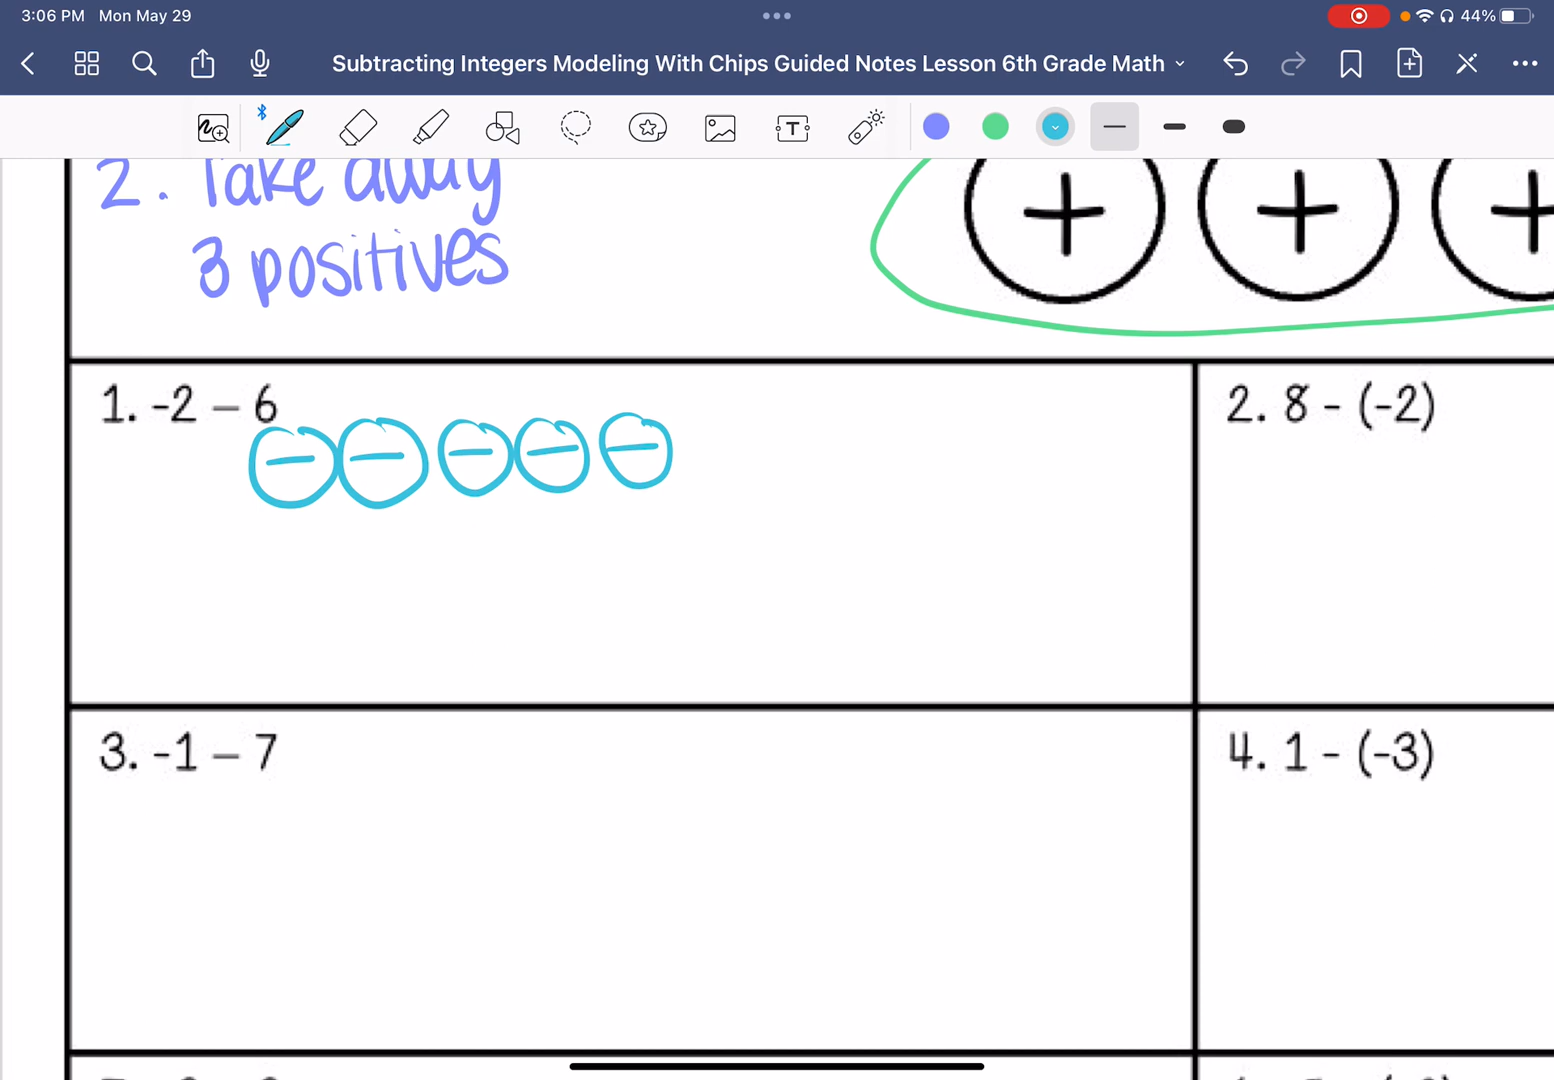 3:06 PM Mon May 29
44%
Subtracting Integers Modeling With Chips Guided Notes Lesson 6th Grade Math
2. Take away
3 positives
+ + +
1. -2 – 6
2. 8 - (-2)
− − − − −
3. -1 – 7
4. 1 - (-3)